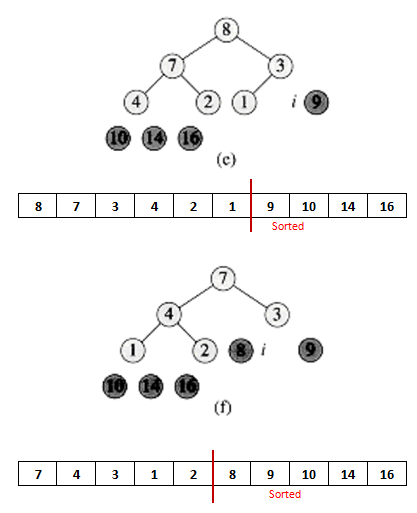 8
7 3
4 2 1 i 9
10 14 16
(e)
8 7 3 4 2 1 9 10 14 16
Sorted
7
4 3
1 2 8 i 9
10 14 16
(f)
7 4 3 1 2 8 9 10 14 16
Sorted